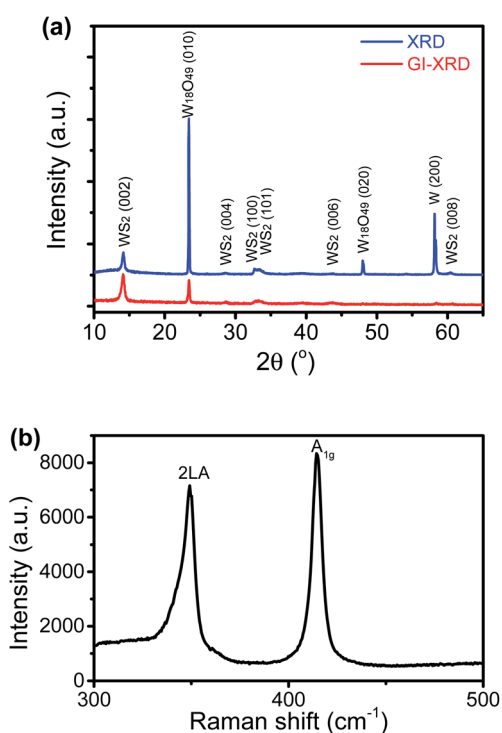 (a)
XRD
GI-XRD
Intensity (a.u.)
WS2 (002)
W18O49 (010)
WS2 (004)
WS2 (100)
WS2 (101)
WS2 (006)
W18O49 (020)
W (200)
WS2 (008)
10 20 30 40 50 60
2θ (o)
(b)
Intensity (a.u.)
8000
6000
4000
2000
0
2LA
A1g
300 400 500
Raman shift (cm-1)